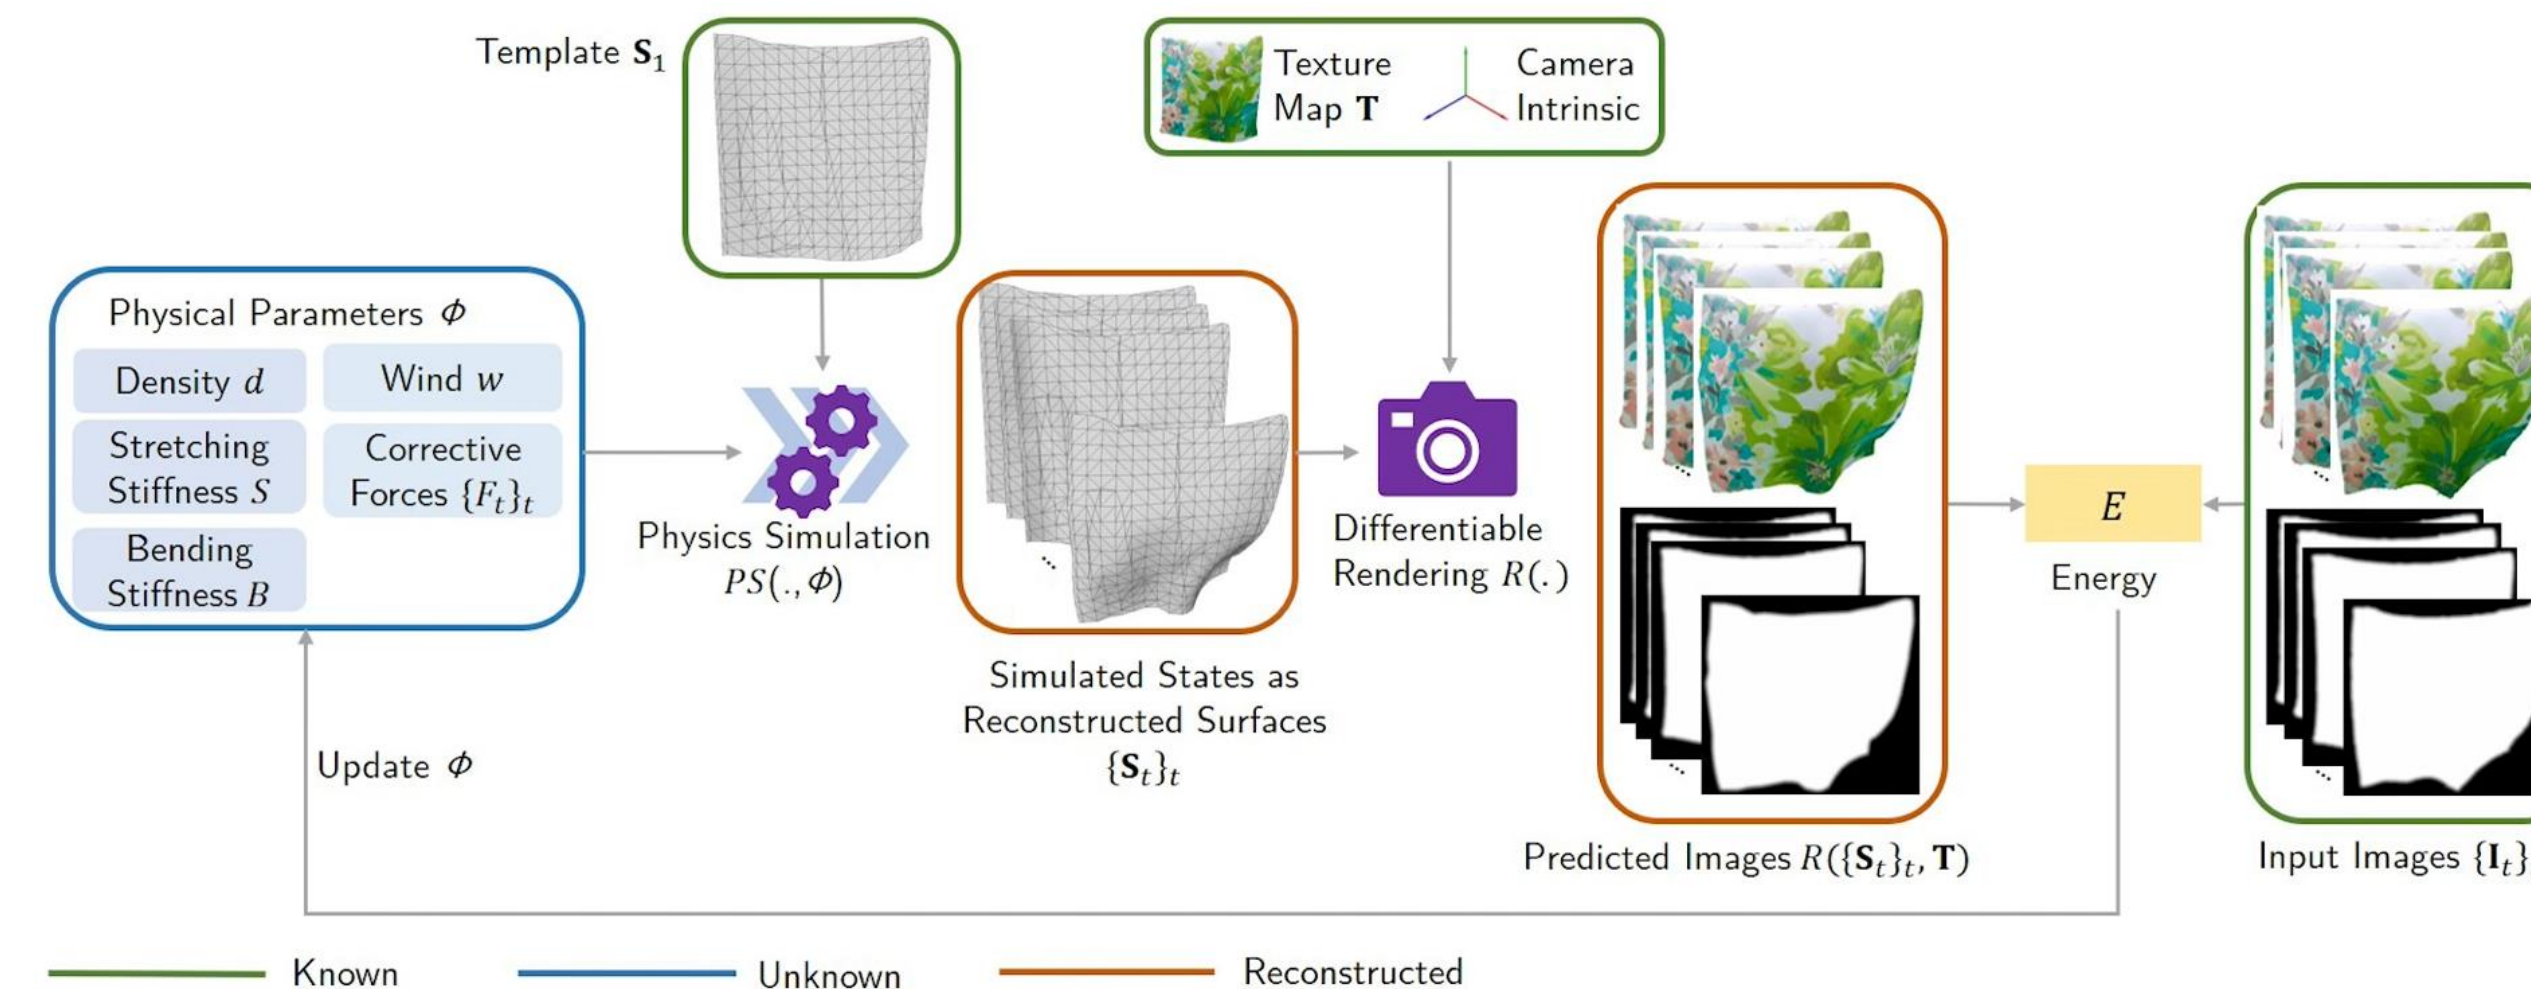 Template S₁
Texture
Map T
Camera
Intrinsic
Physical Parameters Φ
Density d
Wind w
Stretching
Stiffness S
Corrective
Forces {Fₜ}ₜ
Bending
Stiffness B
Physics Simulation
PS(., Φ)
Simulated States as
Reconstructed Surfaces
{Sₜ}ₜ
Differentiable
Rendering R(.)
Predicted Images R({Sₜ}ₜ, T)
E
Energy
Input Images {Iₜ}
Update Φ
Known
Unknown
Reconstructed